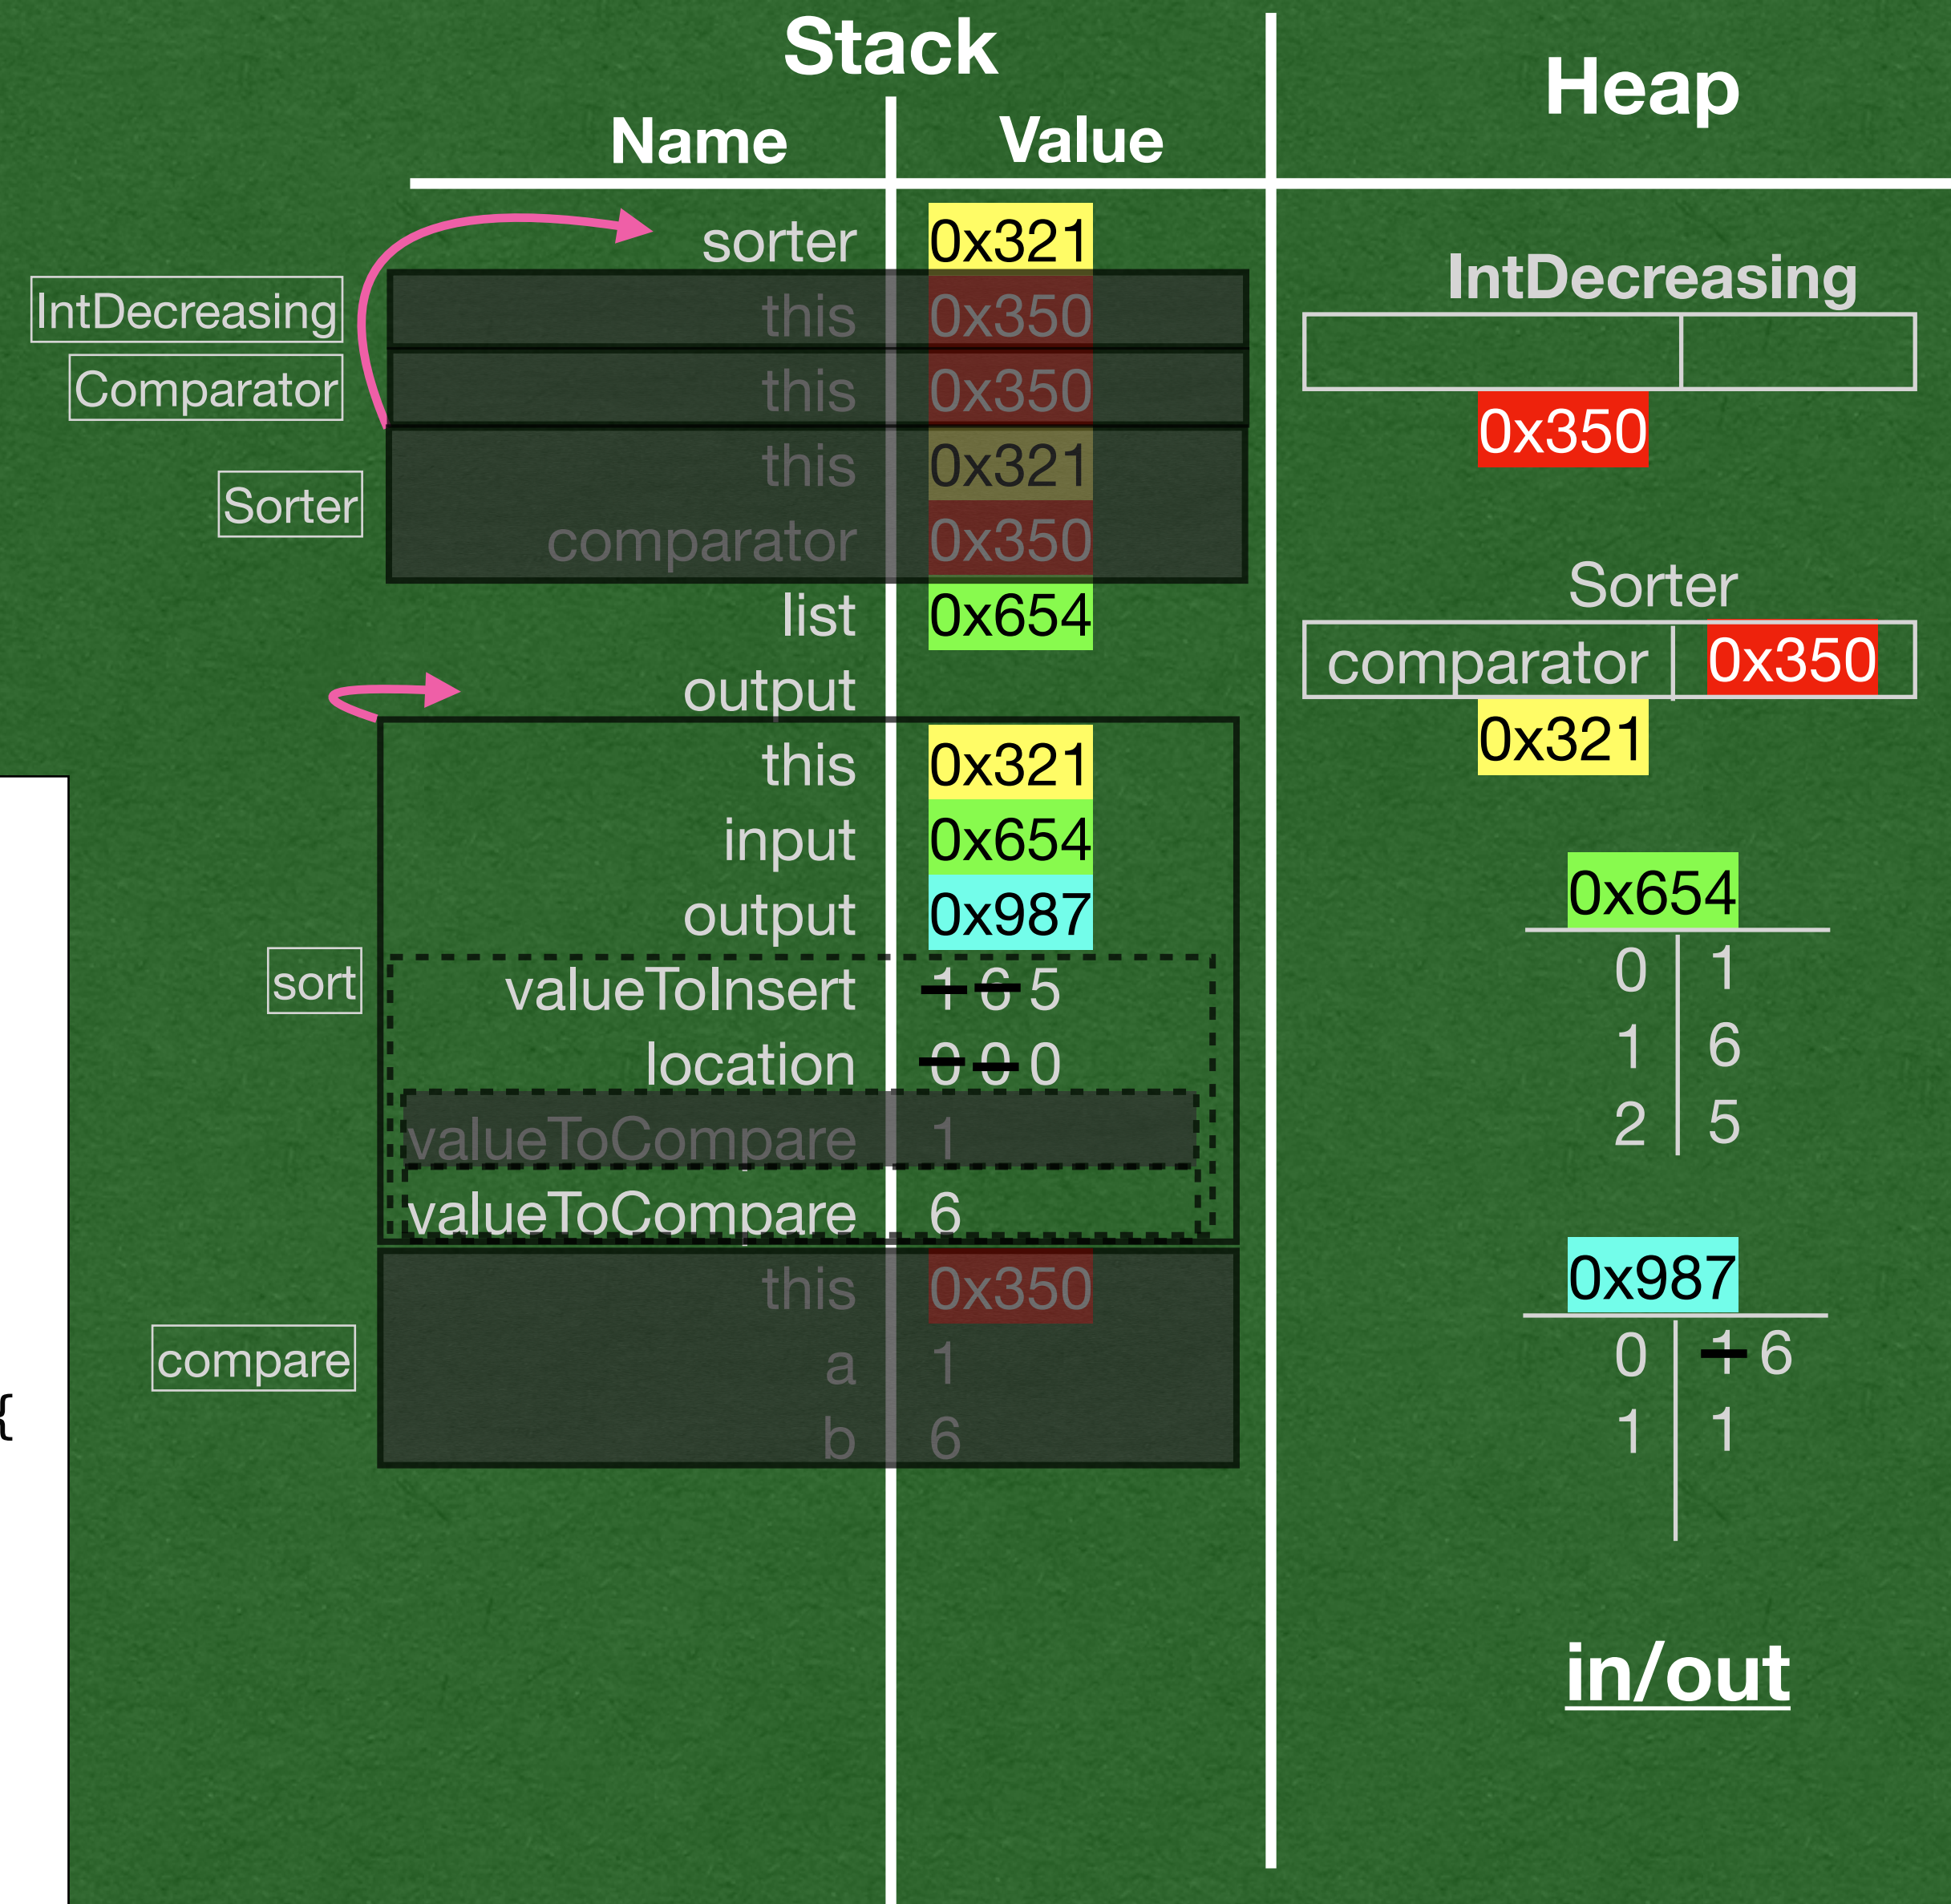 Stack
Heap
Name Value
sorter 0x321
IntDecreasing this 0x350
Comparator this 0x350
this 0x321
Sorter
comparator 0x350
list 0x654
output
this 0x321
input 0x654
output 0x987
sort
valueToInsert 1 6 5
location 0 0 0
valueToCompare 1
valueToCompare 6
this 0x350
compare a 1
b 6
{
IntDecreasing
0x350
Sorter
comparator 0x350
0x321
0x654
0 1
1 6
2 5
0x987
0 1 6
1 1
in/out